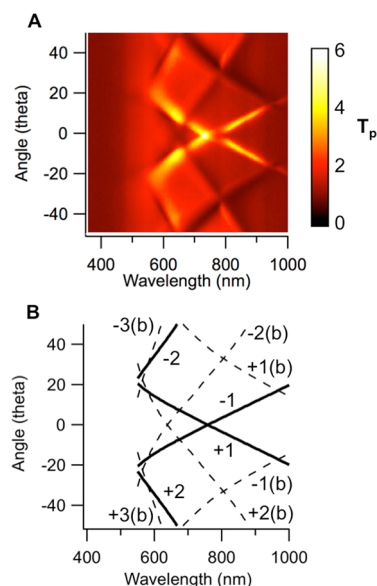 A
Angle (theta)
40
20
0
-20
-40
400
600
800
1000
Wavelength (nm)
6
4
2
0
Tp
B
Angle (theta)
40
20
0
-20
-40
-3(b)
-2
-2(b)
+1(b)
-1
+1
+2
-1(b)
+3(b)
+2(b)
400
600
800
1000
Wavelength (nm)